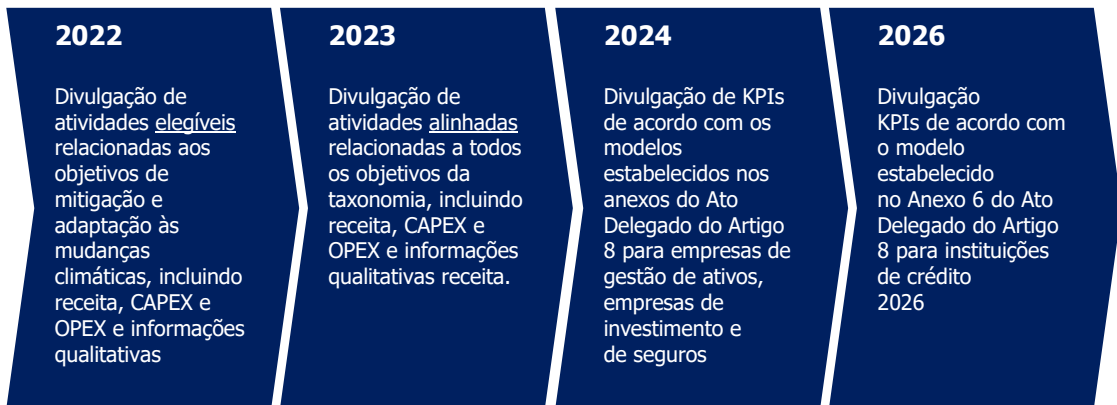 2022
Divulgação de
atividades elegíveis
relacionadas aos
objetivos de
mitigação e
adaptação às
mudanças
climáticas, incluindo
receita, CAPEX e
OPEX e informações
qualitativas
2023
Divulgação de
atividades alinhadas
relacionadas a todos
os objetivos da
taxonomia, incluindo
receita, CAPEX e
OPEX e informações
qualitativas receita.
2024
Divulgação de KPIs
de acordo com os
modelos
estabelecidos nos
anexos do Ato
Delegado do Artigo
8 para empresas de
gestão de ativos,
empresas de
investimento e
de seguros
2026
Divulgação
KPIs de acordo com
o modelo
estabelecido
no Anexo 6 do Ato
Delegado do Artigo
8 para instituições
de crédito
2026